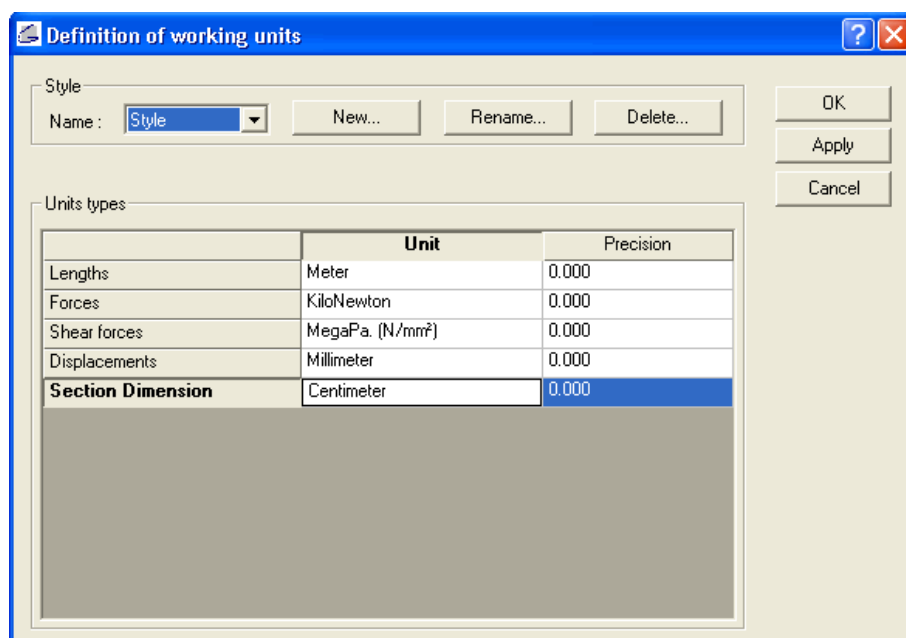 Definition of working units
Style
Name : Style New... Rename... Delete... OK
Apply
Cancel
Units types
Unit Precision
Lengths Meter 0.000
Forces KiloNewton 0.000
Shear forces MegaPa. (N/mm²) 0.000
Displacements Millimeter 0.000
Section Dimension Centimeter 0.000